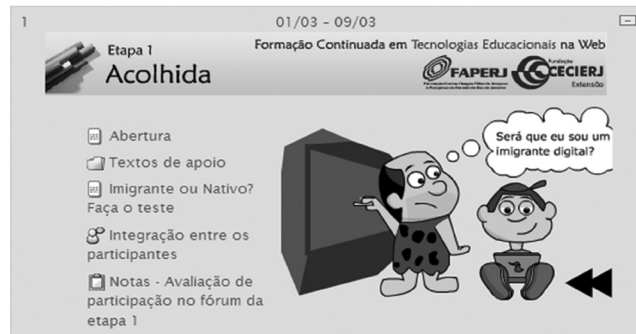 1
01/03 - 09/03
Etapa 1
Acolhida
Formação Continuada em Tecnologias Educacionais na Web
FAPERJ
Fundação
CECIERJ
Extensão
Abertura
Textos de apoio
Imigrante ou Nativo?
Faça o teste
Integração entre os
participantes
Notas - Avaliação de
participação no fórum da
etapa 1
Será que eu sou um
imigrante digital?